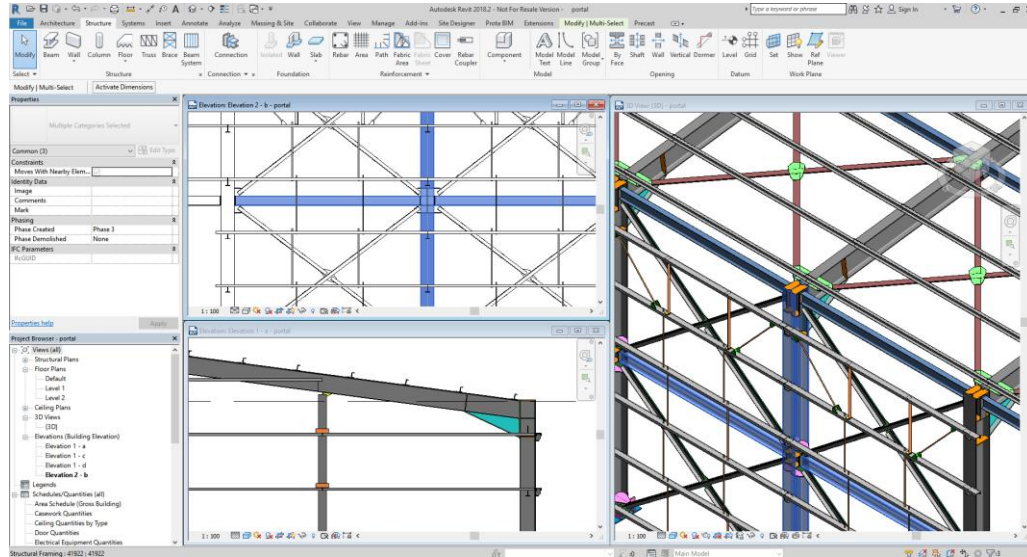 Autodesk Revit 2018.2 - Not For Resale Version - portal
Type a keyword or phrase
Sign In
File Architecture Structure Systems Insert Annotate Analyze Massing & Site Collaborate View Manage Add-Ins Site Designer Prota BIM Extensions Modify | Multi-Select Precast
Modify Beam Wall Column Floor Truss Brace Beam System Connection Isolated Wall Slab Rebar Area Path Fabric Area Fabric Sheet Cover Rebar Coupler Component Model Text Model Line Model Group By Face Shaft Wall Vertical Dormer Level Grid Set Show Ref Plane Viewer
Select Structure Connection Foundation Reinforcement Model Opening Datum Work Plane
Modify | Multi-Select Activate Dimensions
Properties
Multiple Categories Selected
Common (3) Edit Type
Constraints
Moves With Nearby Elem...
Identity Data
Image
Comments
Mark
Phasing
Phase Created Phase 3
Phase Demolished None
IFC Parameters
Properties help Apply
Project Browser - portal
Views (all)
Structural Plans
Floor Plans
Default
Level 1
Level 2
Ceiling Plans
3D Views
{3D}
Elevations (Building Elevation)
Elevation 1 - a
Elevation 1 - c
Elevation 1 - d
Elevation 2 - b
Legends
Schedules/Quantities (all)
Area Schedule (Gross Building)
Casework Quantities
Ceiling Quantities by Type
Door Quantities
Electrical Equipment Quantities
Elevation: Elevation 2 - b - portal
1 : 100
Elevation: Elevation 1 - a - portal
1 : 100
3D View: {3D} - portal
1 : 100
Structural Framing : 41922 : 41922
:0
Main Model
:3